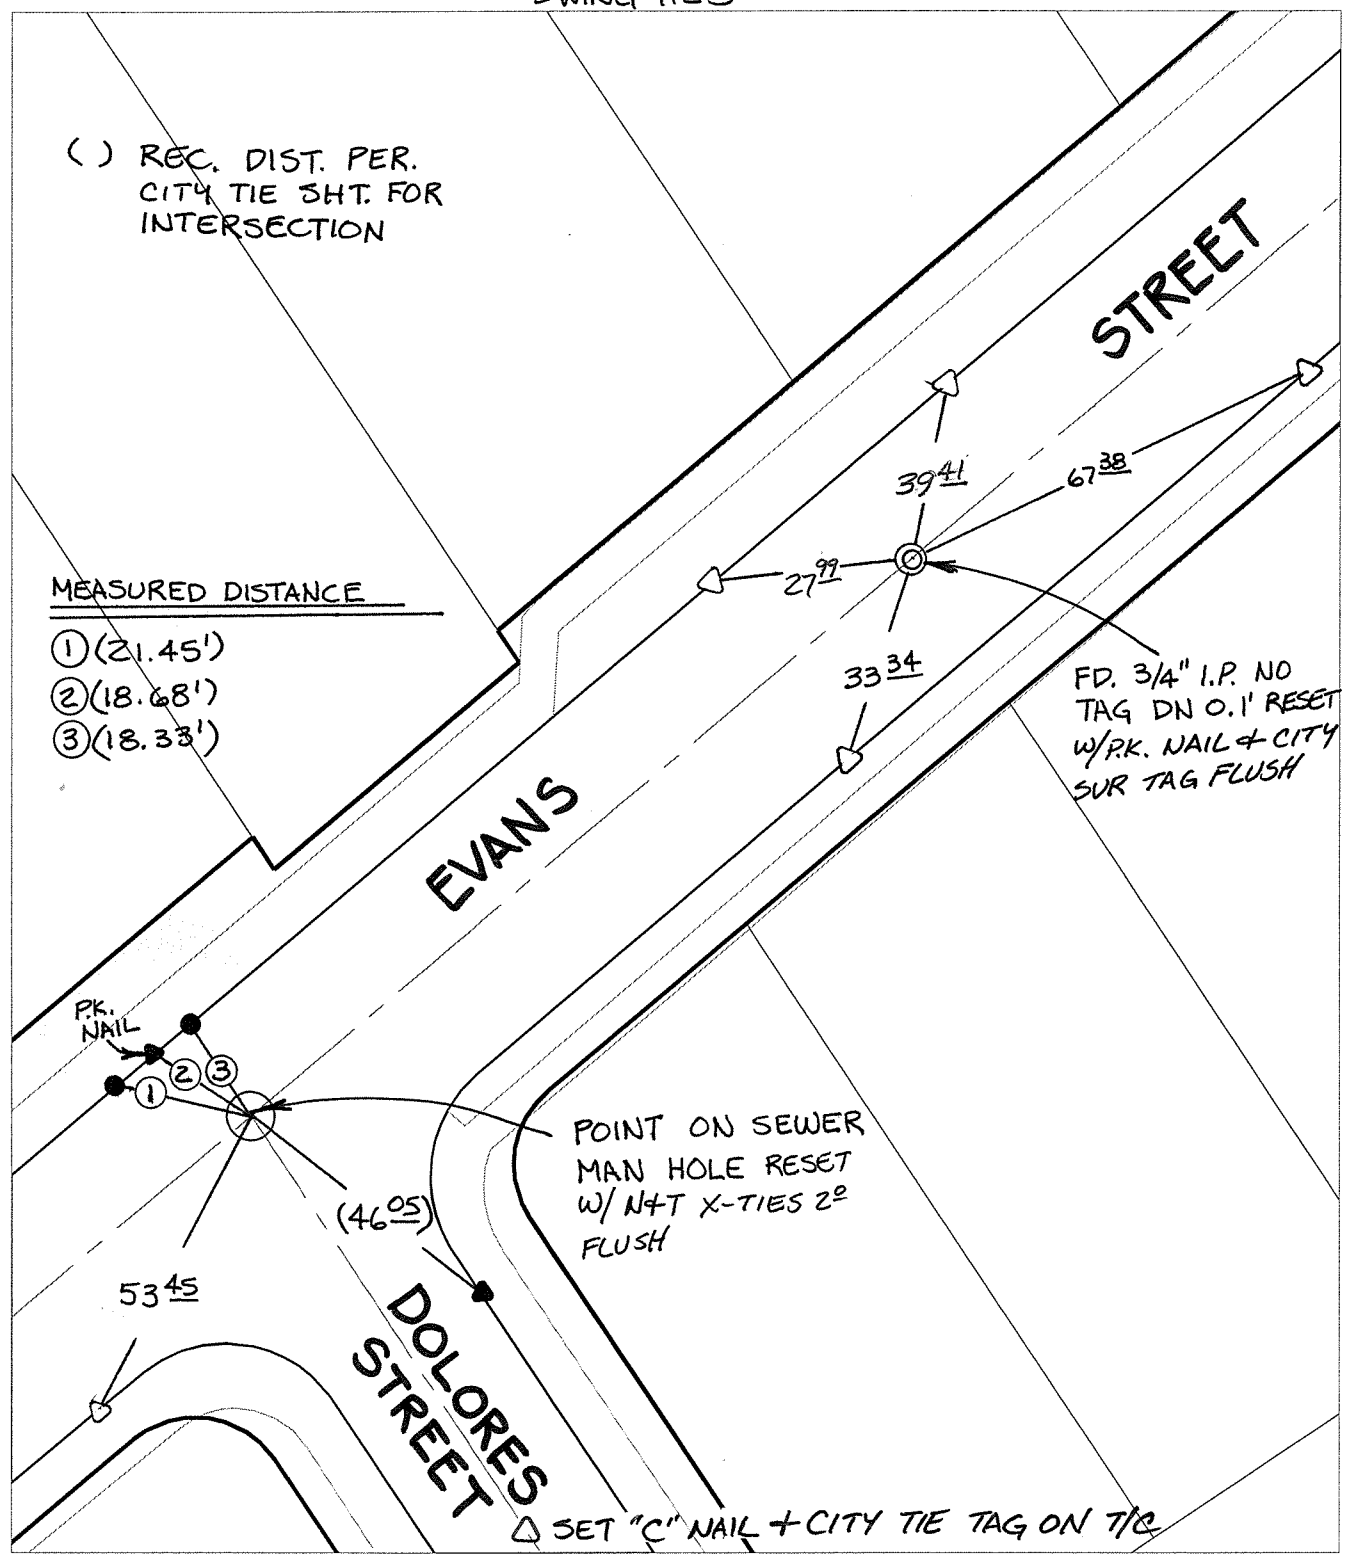 SWING TIES
( ) REC. DIST. PER.
CITY TIE SHT. FOR
INTERSECTION
STREET
39 41
67 38
27 99
33 34
MEASURED DISTANCE
1 (21.45')
2 (18.68')
3 (18.33')
FD. 3/4" I.P. NO
TAG DN 0.1' RESET
W/P.K. NAIL & CITY
SUR TAG FLUSH
EVANS
P.K.
NAIL
1
2
3
POINT ON SEWER
MAN HOLE RESET
W/ N&T X-TIES 2º
FLUSH
(46 05)
53 45
DOLORES
STREET
△ SET "C" NAIL & CITY TIE TAG ON T/C